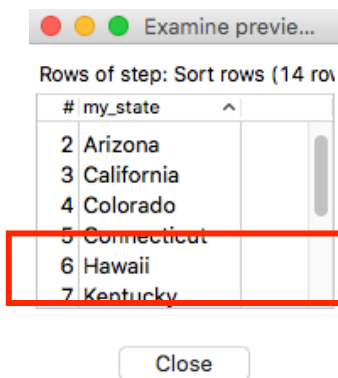 Examine previe...
Rows of step: Sort rows (14 rov
# my_state
2 Arizona
3 California
4 Colorado
5 Connecticut
6 Hawaii
7 Kentucky
Close